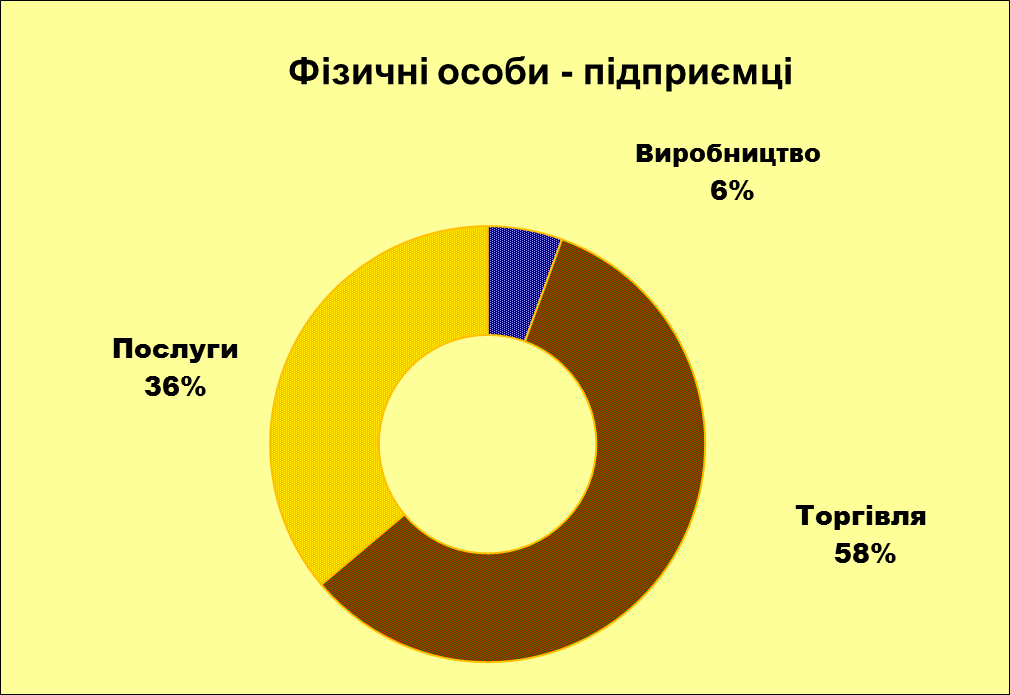 Фізичні особи - підприємці
Виробництво
6%
Послуги
36%
Торгівля
58%